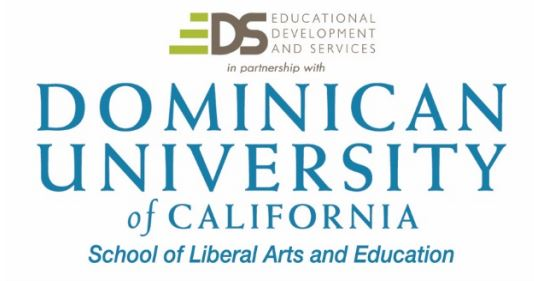 EDS EDUCATIONAL
DEVELOPMENT
AND SERVICES
in partnership with
DOMINICAN
UNIVERSITY
of CALIFORNIA
School of Liberal Arts and Education